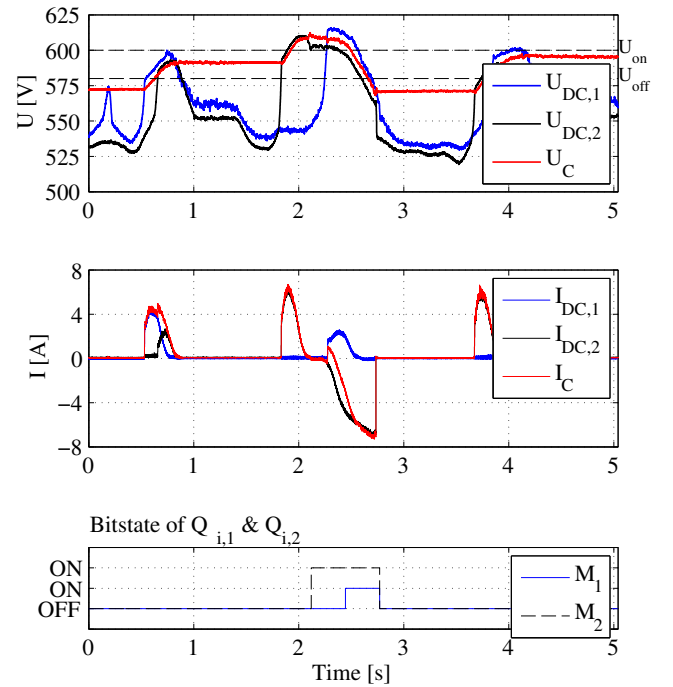 U [V]
600
575
550
525
500
0 1 2 3 4 5
U_on
U_off
U_DC,1
U_DC,2
U_C
I [A]
8
4
0
−4
−8
0 1 2 3 4 5
I_DC,1
I_DC,2
I_C
Bitstate of Q_i,1 & Q_i,2
ON
ON
OFF
0 1 2 3 4 5
M_1
M_2
Time [s]